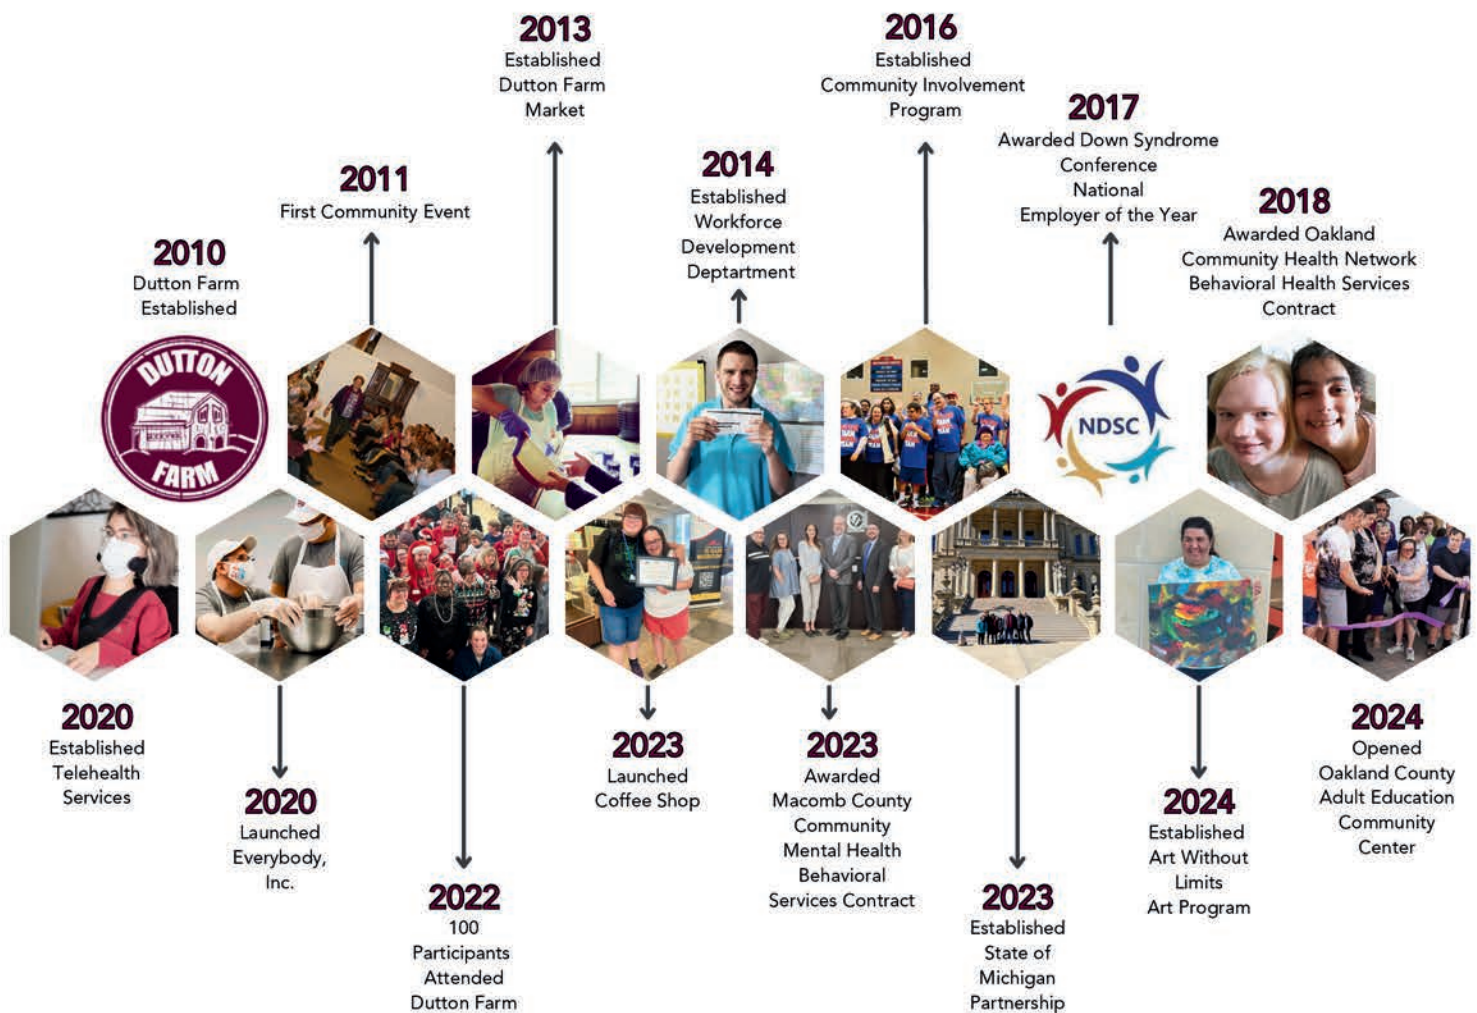 2010
Dutton Farm
Established
DUTTON
FARM
2011
First Community Event
2013
Established
Dutton Farm
Market
2014
Established
Workforce
Development
Deptartment
2016
Established
Community Involvement
Program
2017
Awarded Down Syndrome
Conference
National
Employer of the Year
NDSC
2018
Awarded Oakland
Community Health Network
Behavioral Health Services
Contract
2020
Established
Telehealth
Services
2020
Launched
Everybody,
Inc.
2022
100
Participants
Attended
Dutton Farm
2023
Launched
Coffee Shop
2023
Awarded
Macomb County
Community
Mental Health
Behavioral
Services Contract
2023
Established
State of
Michigan
Partnership
2024
Established
Art Without
Limits
Art Program
2024
Opened
Oakland County
Adult Education
Community
Center